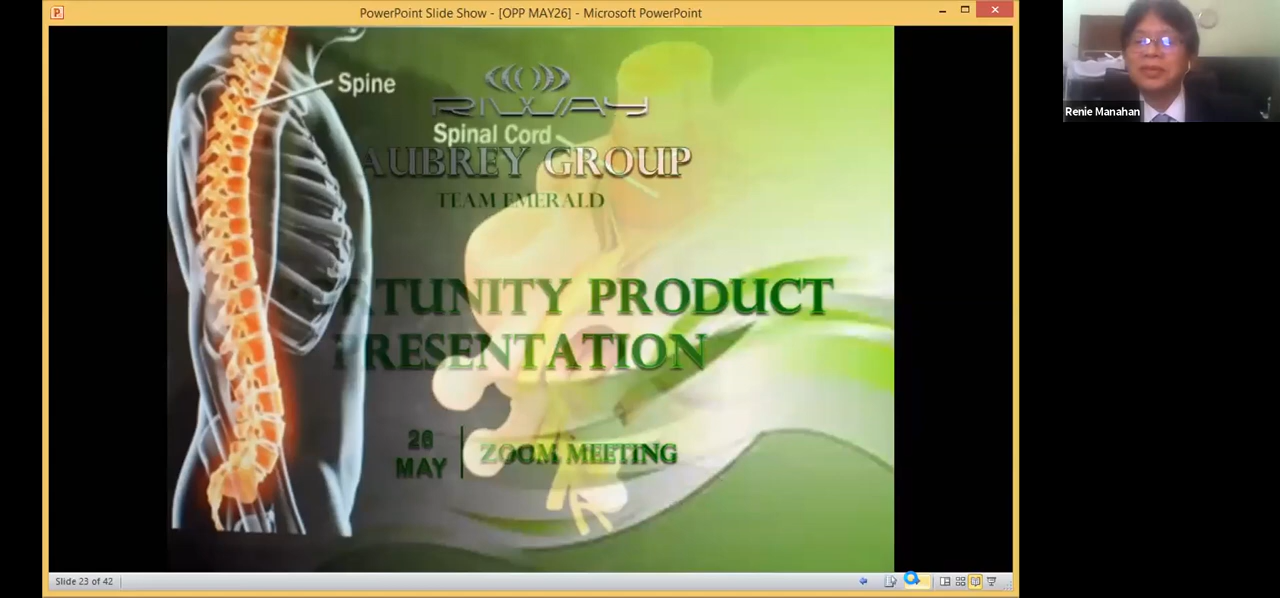 PowerPoint Slide Show - [OPP MAY26] - Microsoft PowerPoint
Spine
RIWAY
Spinal Cord
AUBREY GROUP
TEAM EMERALD
RTUNITY PRODUCT
PRESENTATION
26
MAY
ZOOM MEETING
Renie Manahan
Slide 23 of 42